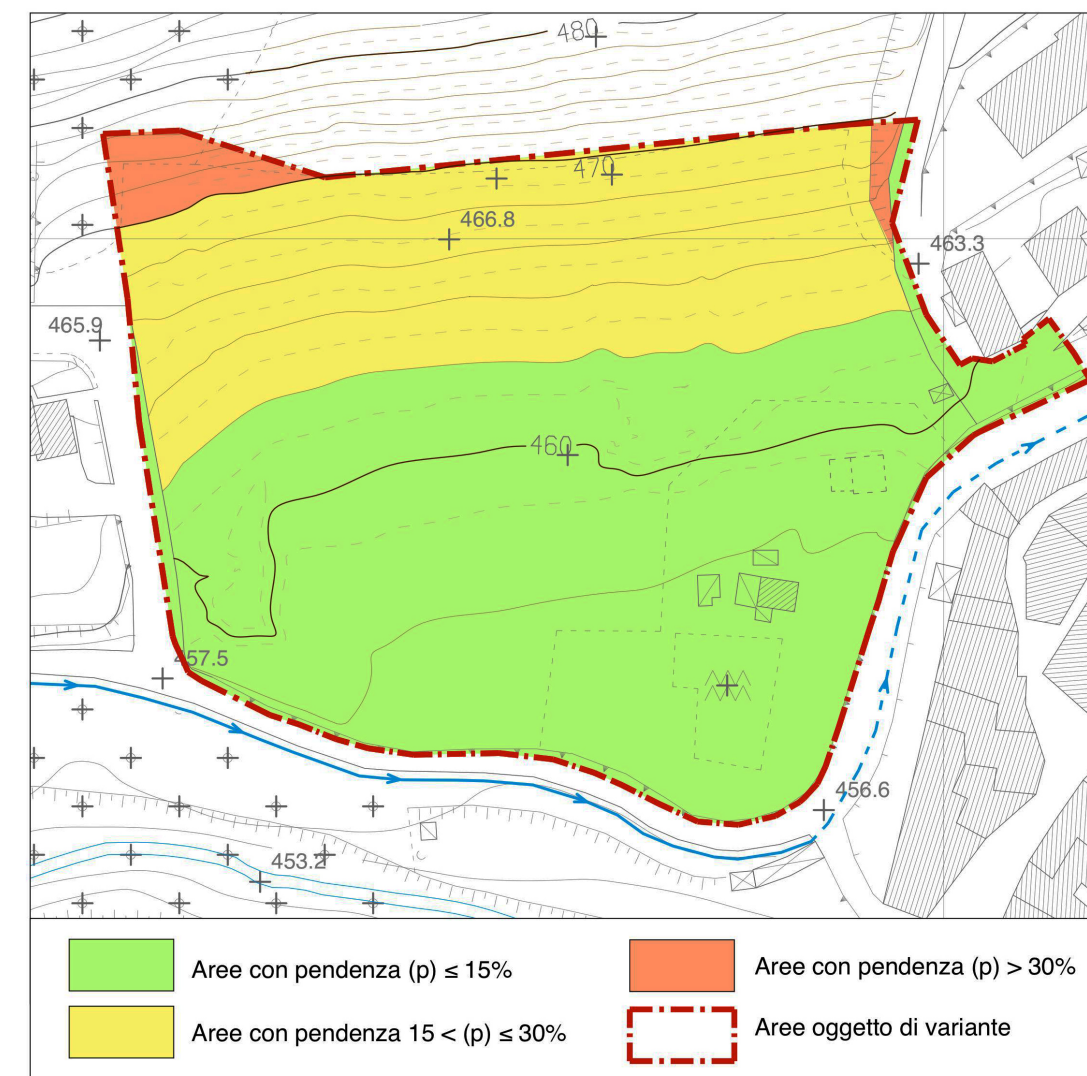 480
470
466.8
463.3
465.9
460
457.5
456.6
453.2
Aree con pendenza (p) ≤ 15%
Aree con pendenza (p) > 30%
Aree con pendenza 15 < (p) ≤ 30%
Aree oggetto di variante